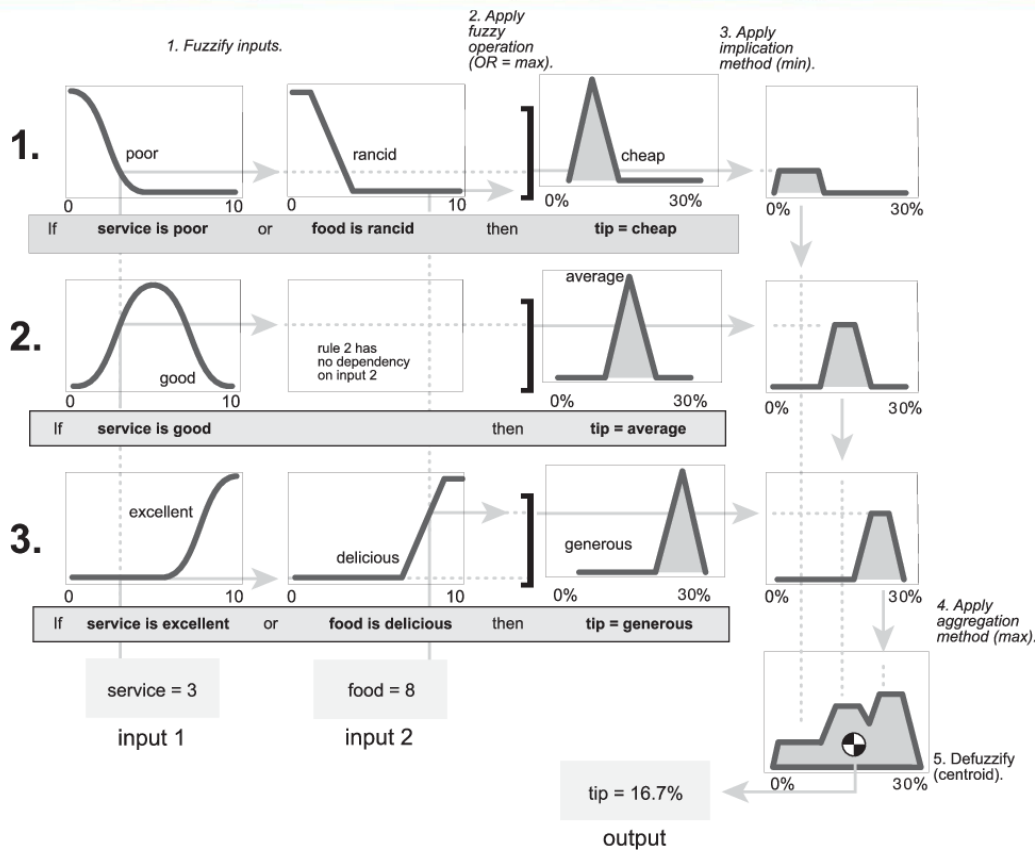 1. Fuzzify inputs.
2. Apply
fuzzy
operation
(OR = max).
3. Apply
implication
method (min).
1.
poor
rancid
cheap
0 10
0 10
0% 30%
0% 30%
If service is poor or food is rancid then tip = cheap
2.
good
rule 2 has
no dependency
on input 2
average
0 10
0% 30%
0% 30%
If service is good then tip = average
3.
excellent
delicious
generous
0 10
0 10
0% 30%
0% 30%
If service is excellent or food is delicious then tip = generous
4. Apply
aggregation
method (max).
service = 3
input 1
food = 8
input 2
0% 30%
5. Defuzzify
(centroid).
tip = 16.7%
output